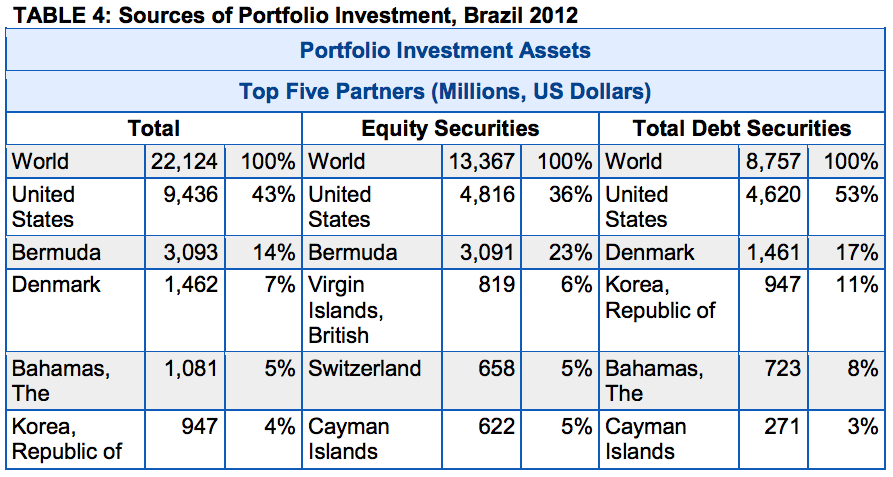 TABLE 4: Sources of Portfolio Investment, Brazil 2012
Portfolio Investment Assets
Top Five Partners (Millions, US Dollars)
Total Equity Securities Total Debt Securities
World 22,124 100% World 13,367 100% World 8,757 100%
United States 9,436 43% United States 4,816 36% United States 4,620 53%
Bermuda 3,093 14% Bermuda 3,091 23% Denmark 1,461 17%
Denmark 1,462 7% Virgin Islands, British 819 6% Korea, Republic of 947 11%
Bahamas, The 1,081 5% Switzerland 658 5% Bahamas, The 723 8%
Korea, Republic of 947 4% Cayman Islands 622 5% Cayman Islands 271 3%